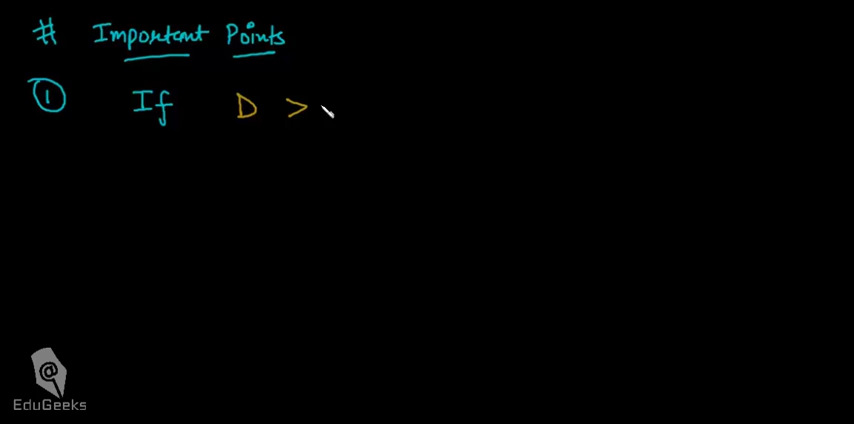 # Important Points
① If D >
@
EduGeeks